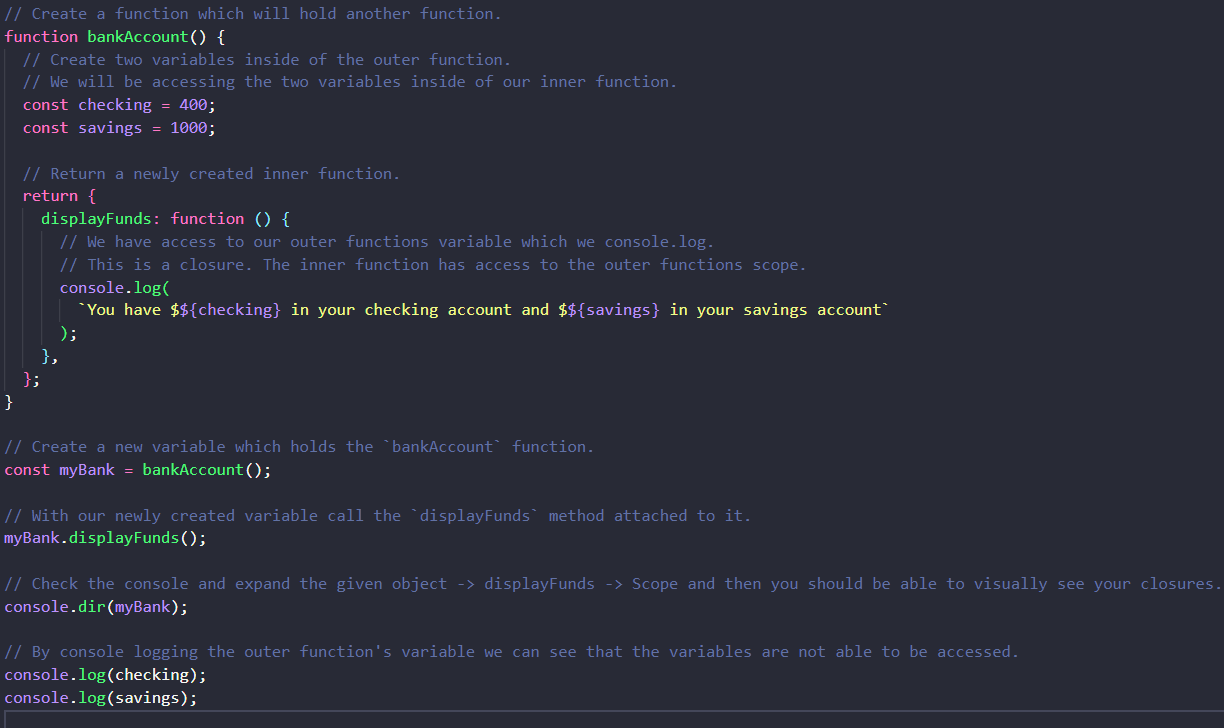 // Create a function which will hold another function.
function bankAccount() {
  // Create two variables inside of the outer function.
  // We will be accessing the two variables inside of our inner function.
  const checking = 400;
  const savings = 1000;

  // Return a newly created inner function.
  return {
    displayFunds: function () {
      // We have access to our outer functions variable which we console.log.
      // This is a closure. The inner function has access to the outer functions scope.
      console.log(
        `You have $${checking} in your checking account and $${savings} in your savings account`
      );
    },
  };
}

// Create a new variable which holds the `bankAccount` function.
const myBank = bankAccount();

// With our newly created variable call the `displayFunds` method attached to it.
myBank.displayFunds();

// Check the console and expand the given object -> displayFunds -> Scope and then you should be able to visually see your closures.
console.dir(myBank);

// By console logging the outer function's variable we can see that the variables are not able to be accessed.
console.log(checking);
console.log(savings);